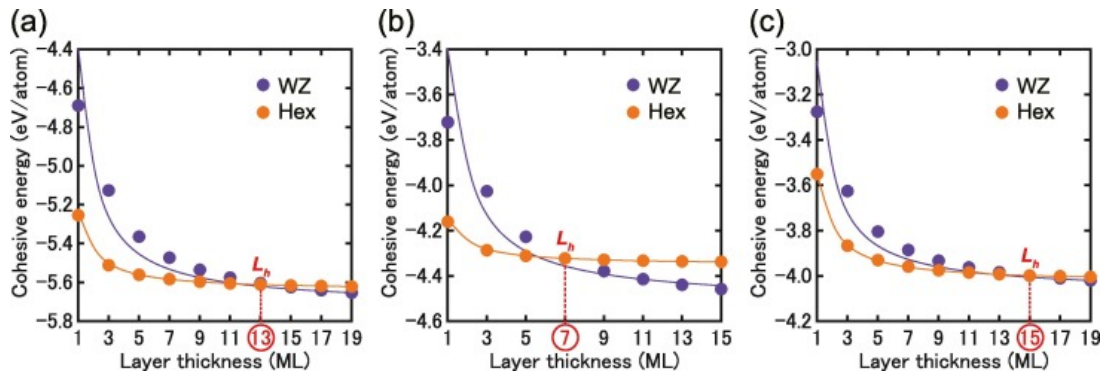 (a)
Cohesive energy (eV/atom)
−4.4
−4.6
−4.8
−5.0
−5.2
−5.4
−5.6
−5.8
WZ
Hex
Lh
1 3 5 7 9 11 13 15 17 19
Layer thickness (ML)
(b)
Cohesive energy (eV/atom)
−3.4
−3.6
−3.8
−4.0
−4.2
−4.4
−4.6
WZ
Hex
Lh
1 3 5 7 9 11 13 15
Layer thickness (ML)
(c)
Cohesive energy (eV/atom)
−3.0
−3.2
−3.4
−3.6
−3.8
−4.0
−4.2
WZ
Hex
Lh
1 3 5 7 9 11 13 15 17 19
Layer thickness (ML)